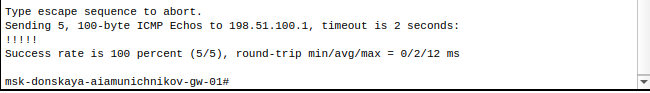 Type escape sequence to abort.
Sending 5, 100-byte ICMP Echos to 198.51.100.1, timeout is 2 seconds:
!!!!!
Success rate is 100 percent (5/5), round-trip min/avg/max = 0/2/12 ms
msk-donskaya-aiamunichnikov-gw-01#